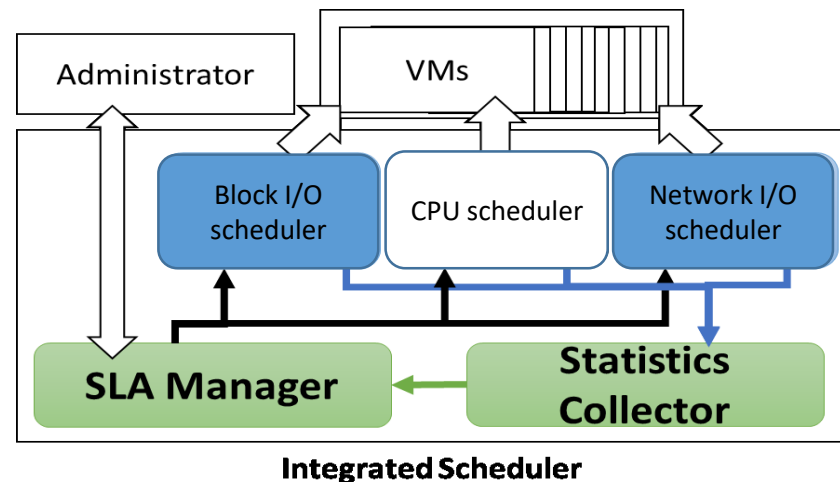 Administrator
VMs
Block I/O
scheduler
CPU scheduler
Network I/O
scheduler
SLA Manager
Statistics
Collector
Integrated Scheduler